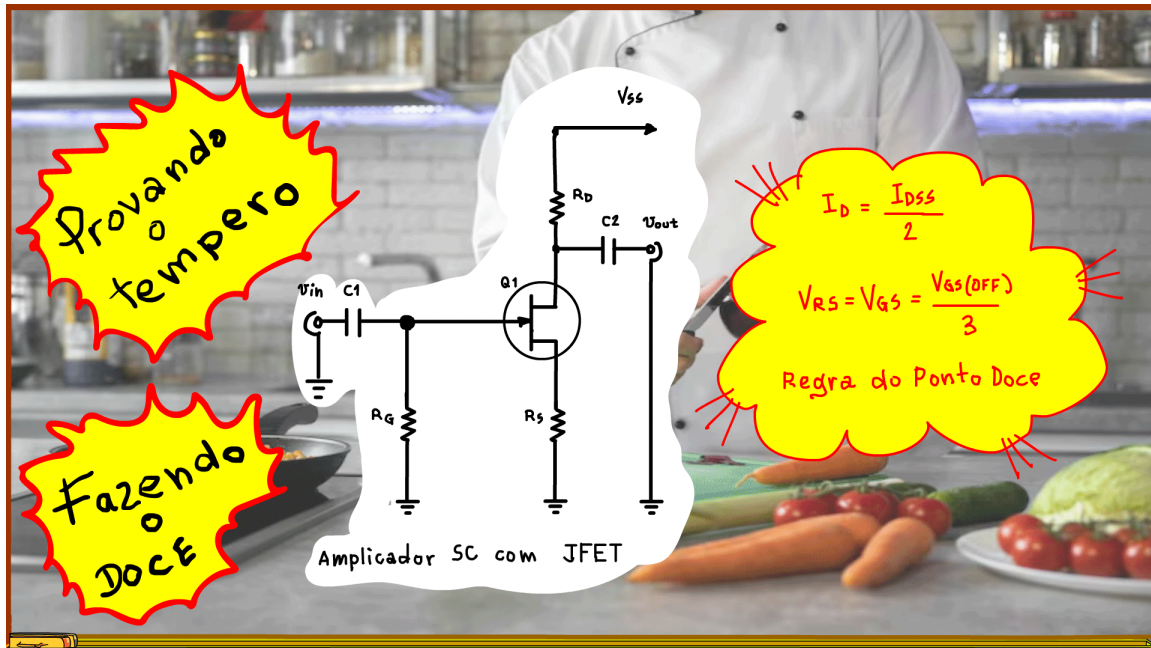 Provando
o
tempero
Fazendo
o
DOCE
Vss
RD
C2
vout
Q1
vin
C1
RG
RS
Amplicador SC com JFET
ID = IDSS / 2
VRS = VGS = VGS(OFF) / 3
Regra do Ponto Doce